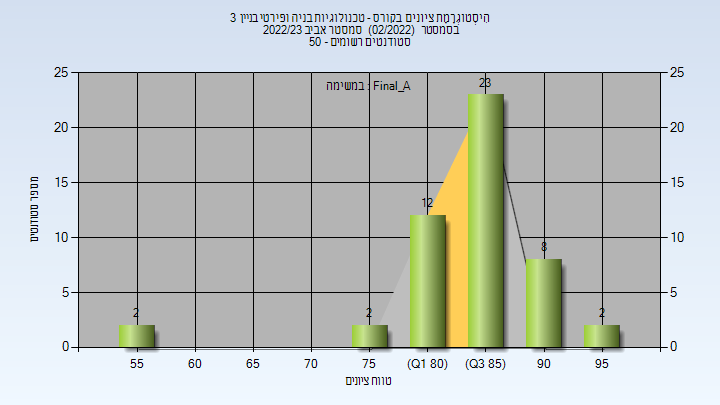 היסטוגרמת ציונים בקורס - טכנולוגיות בניה ופירטי בניין 3
בסמסטר (02/2022) סמסטר אביב 2022/23
סטודנטים רשומים - 50
במשימה : Final_A
מספר סטודנטים
25 25
20 20
15 15
10 10
5 5
0 0
2 2 12 23 8 2
55 60 65 70 75 (Q1 80) (Q3 85) 90 95
טווח ציונים